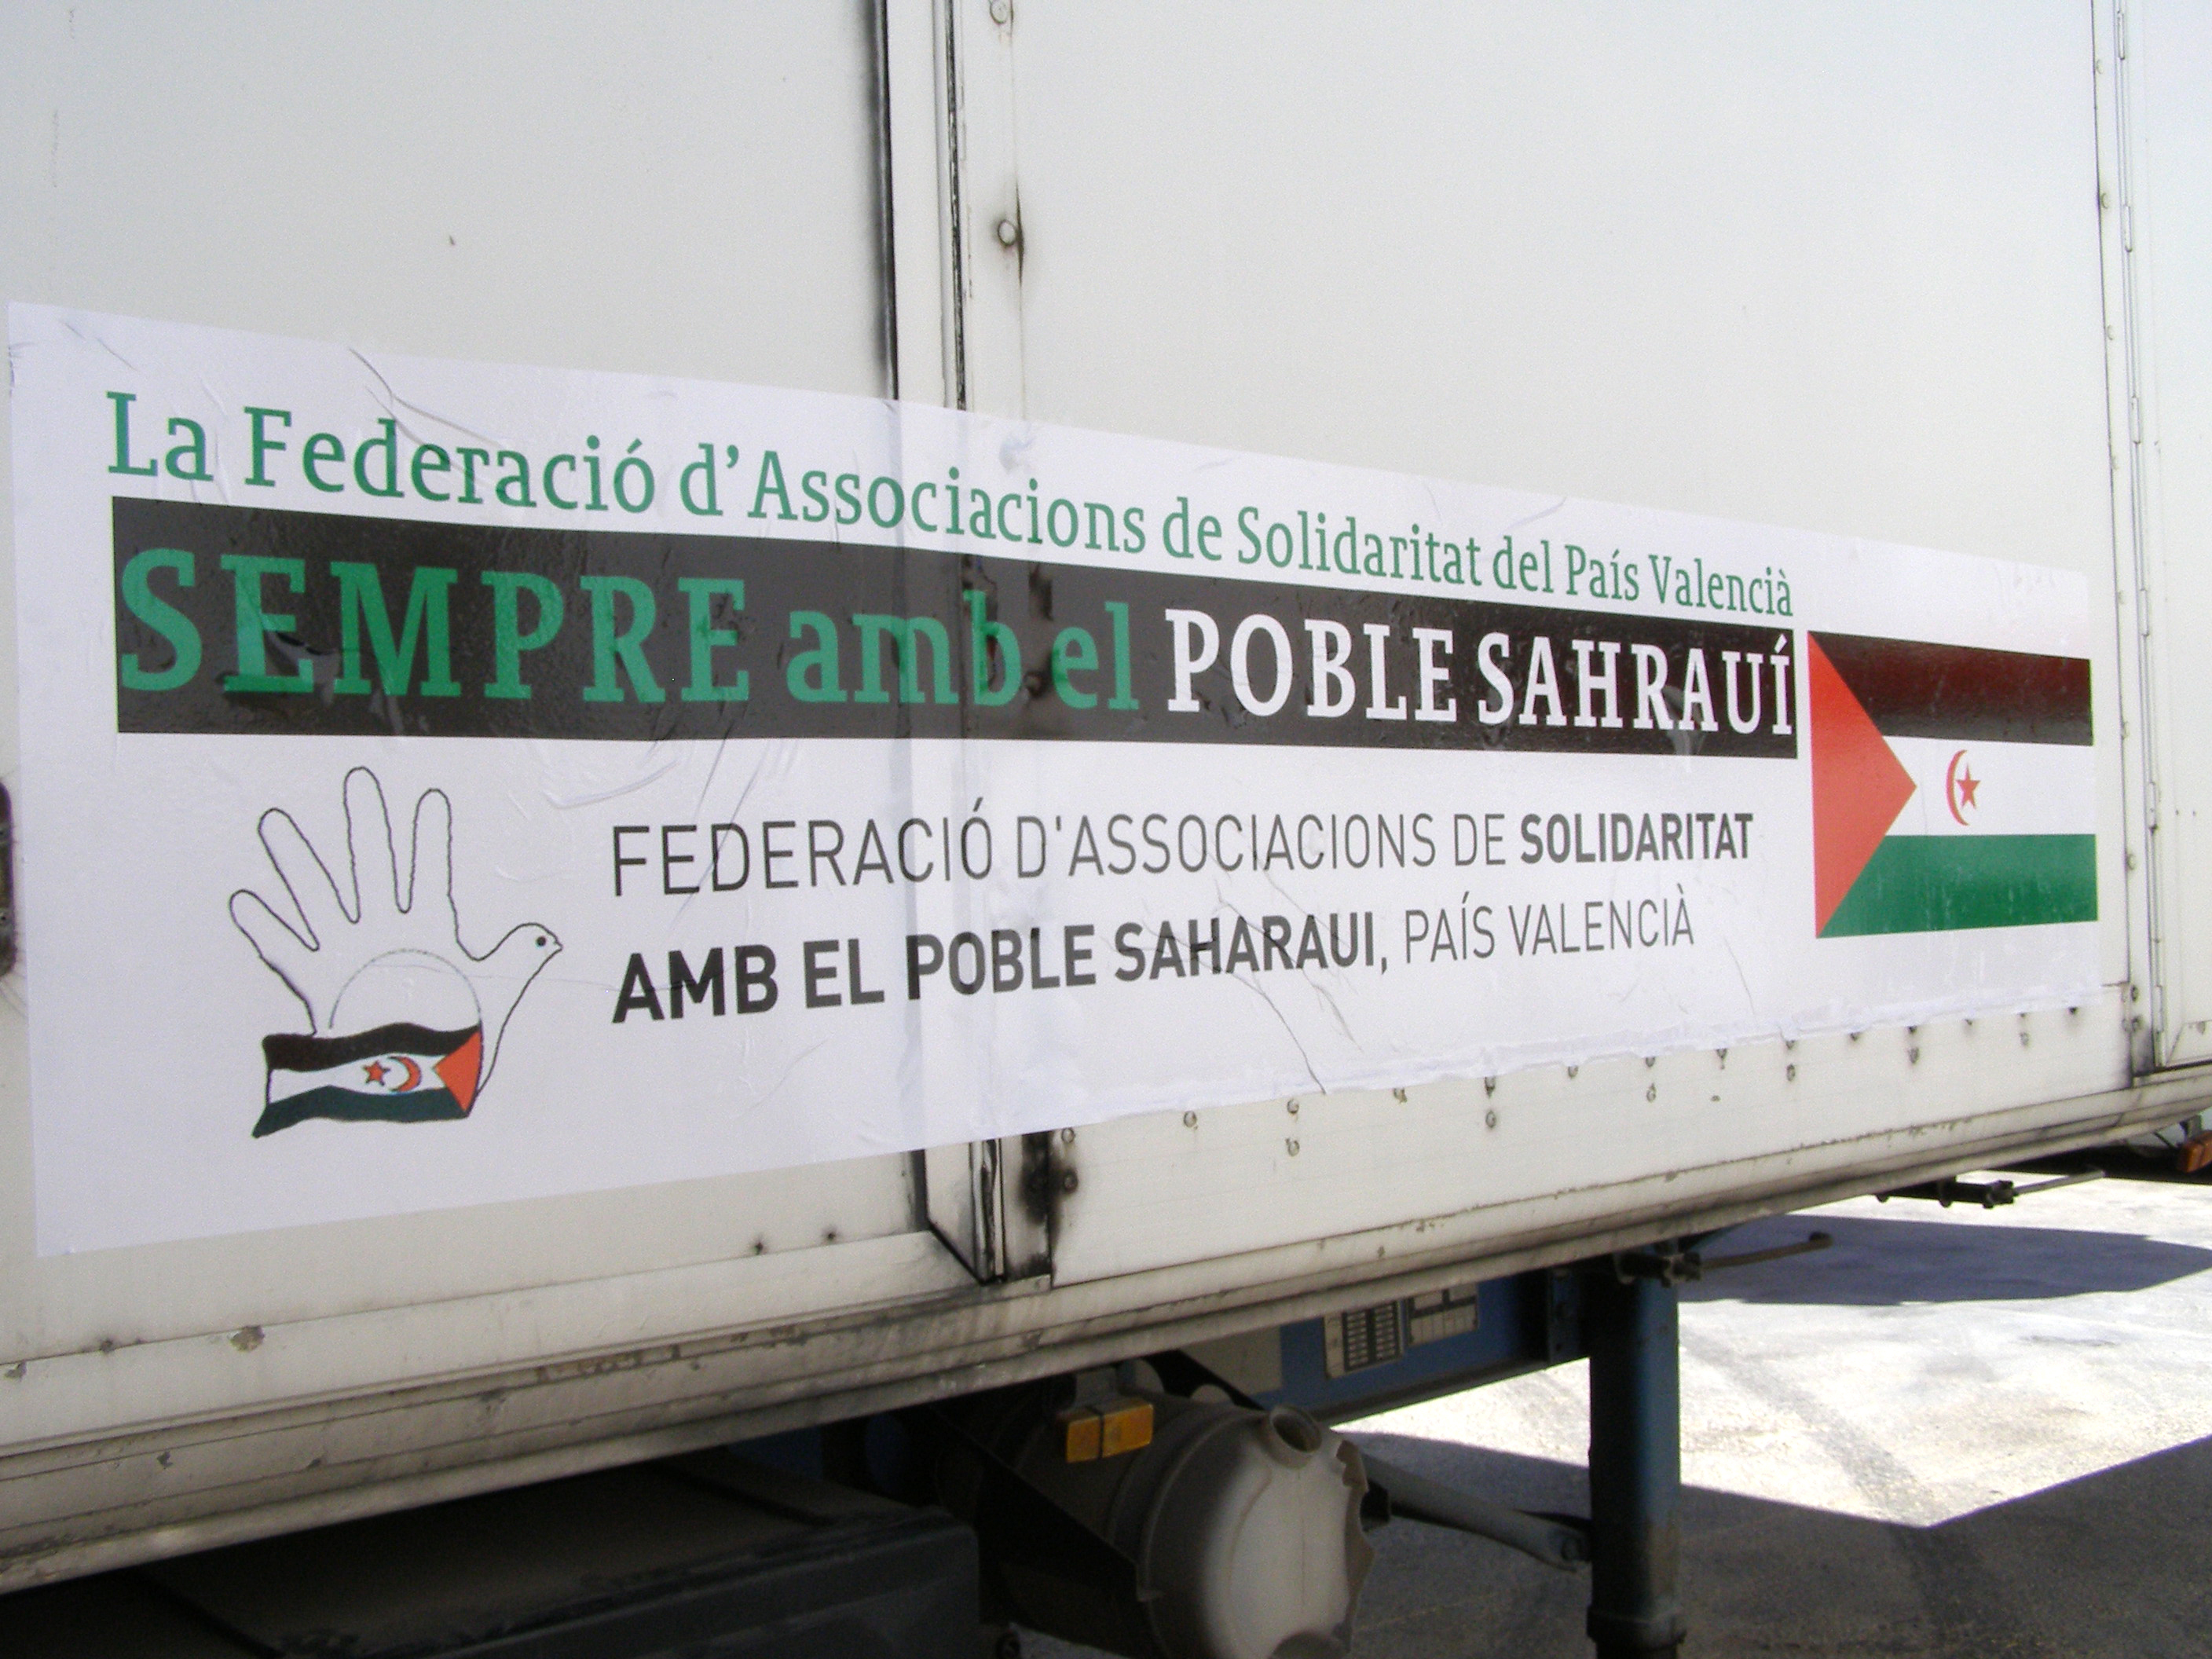 La Federació d'Associacions de Solidaritat del País Valencià
SEMPRE amb el POBLE SAHRAUÍ
FEDERACIÓ D'ASSOCIACIONS DE SOLIDARITAT
AMB EL POBLE SAHARAUI, PAÍS VALENCIÀ